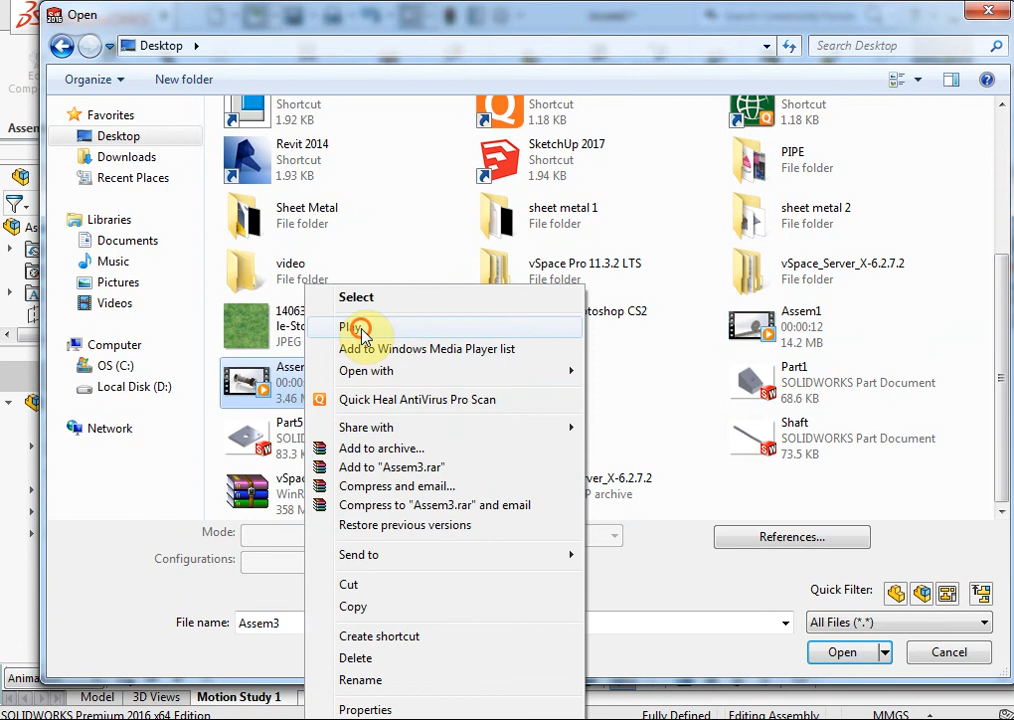 Open
Desktop
Search Desktop
Organize
New folder
Favorites
Desktop
Downloads
Recent Places
Libraries
Documents
Music
Pictures
Videos
Computer
OS (C:)
Local Disk (D:)
Network
Shortcut
1.92 KB
Shortcut
1.18 KB
Shortcut
1.18 KB
Revit 2014
Shortcut
1.93 KB
SketchUp 2017
Shortcut
1.94 KB
PIPE
File folder
Sheet Metal
File folder
sheet metal 1
File folder
sheet metal 2
File folder
video
File folder
vSpace Pro 11.3.2 LTS
File folder
vSpace_Server_X-6.2.7.2
File folder
14063
le-Sto
JPEG
otoshop CS2
Assem1
00:00:12
14.2 MB
Assem
00:00
3.46 M
Part1
SOLIDWORKS Part Document
68.6 KB
Part5
SOLID
83.3 K
Shaft
SOLIDWORKS Part Document
73.5 KB
vSpac
WinR
358 M
er_X-6.2.7.2
P archive
Select
Play
Add to Windows Media Player list
Open with
Quick Heal AntiVirus Pro Scan
Share with
Add to archive...
Add to "Assem3.rar"
Compress and email...
Compress to "Assem3.rar" and email
Restore previous versions
Send to
Cut
Copy
Create shortcut
Delete
Rename
Properties
Mode:
Configurations:
References...
Quick Filter:
File name:
Assem3
All Files (*.*)
Open
Cancel
Assem
As
Anima
Model
3D Views
Motion Study 1
SOLIDWORKS Premium 2016 x64 Edition
Fully Defined
Editing Assembly
MMGS